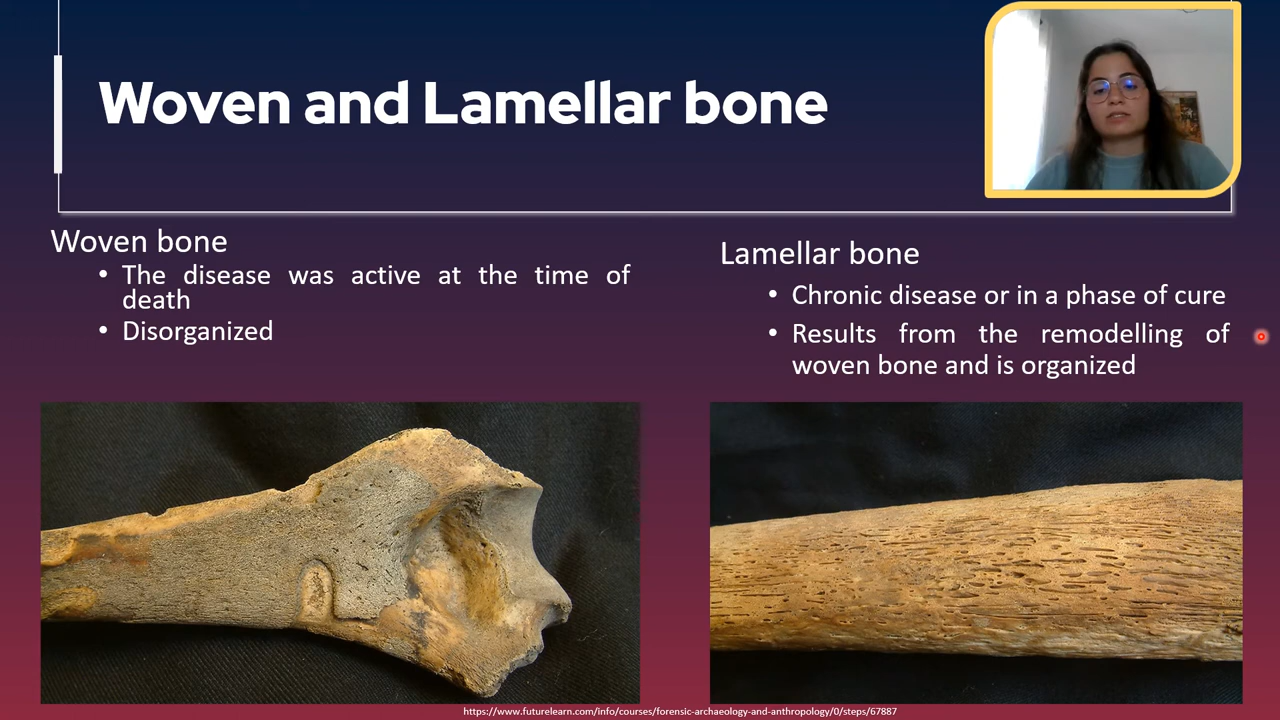 Woven and Lamellar bone
Woven bone
• The disease was active at the time of
death
• Disorganized
Lamellar bone
• Chronic disease or in a phase of cure
• Results from the remodelling of
woven bone and is organized
https://www.futurelearn.com/info/courses/forensic-archaeology-and-anthropology/0/steps/67887